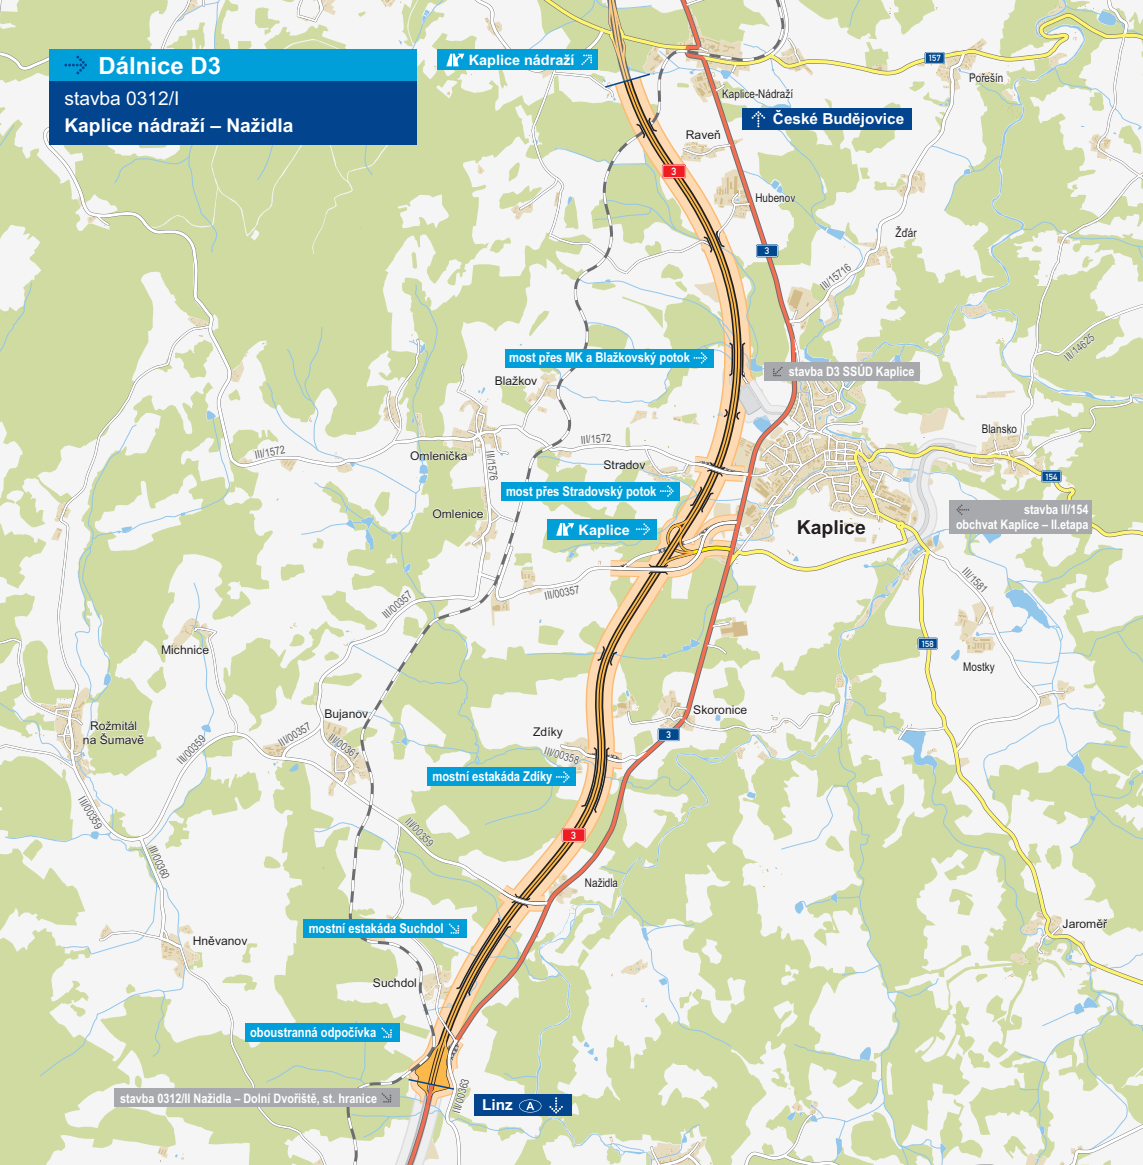 Dálnice D3
stavba 0312/I
Kaplice nádraží – Nažidla
Kaplice nádraží
157
Pořešín
Kaplice-Nádraží
České Budějovice
Raveň
3
Hubenov
Žďár
3
III/15716
III/14625
most přes MK a Blažkovský potok
stavba D3 SSÚD Kaplice
Blažkov
Blansko
III/1572
III/1572
Omlenička
III/1576
Stradov
154
most přes Stradovský potok
Omlenice
Kaplice
Kaplice
stavba II/154
obchvat Kaplice – II.etapa
III/1581
III/00357
III/00357
Michnice
158
Mostky
Bujanov
Skoronice
Rožmitál
na Šumavě
III/00357
III/00361
III/00359
Zdíky
III/00358
3
mostní estakáda Zdíky
III/00359
III/00359
3
III/00360
Nažidla
Jaroměř
mostní estakáda Suchdol
Hněvanov
Suchdol
oboustranná odpočívka
stavba 0312/II Nažidla – Dolní Dvořiště, st. hranice
III/00363
Linz A